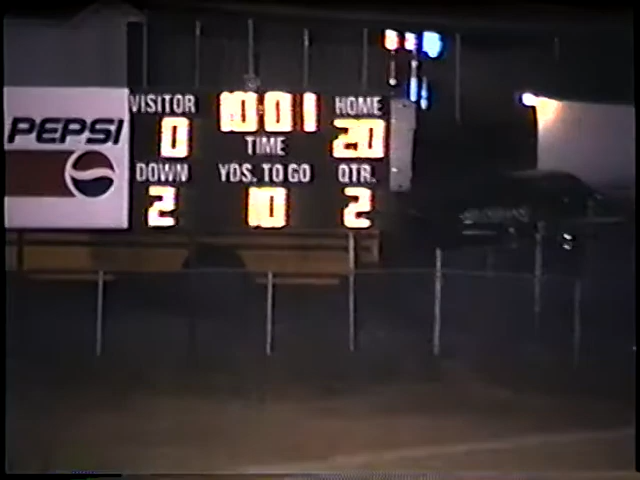 PEPSI
VISITOR 10:01 HOME
0 TIME 20
DOWN YDS. TO GO QTR.
2 10 2